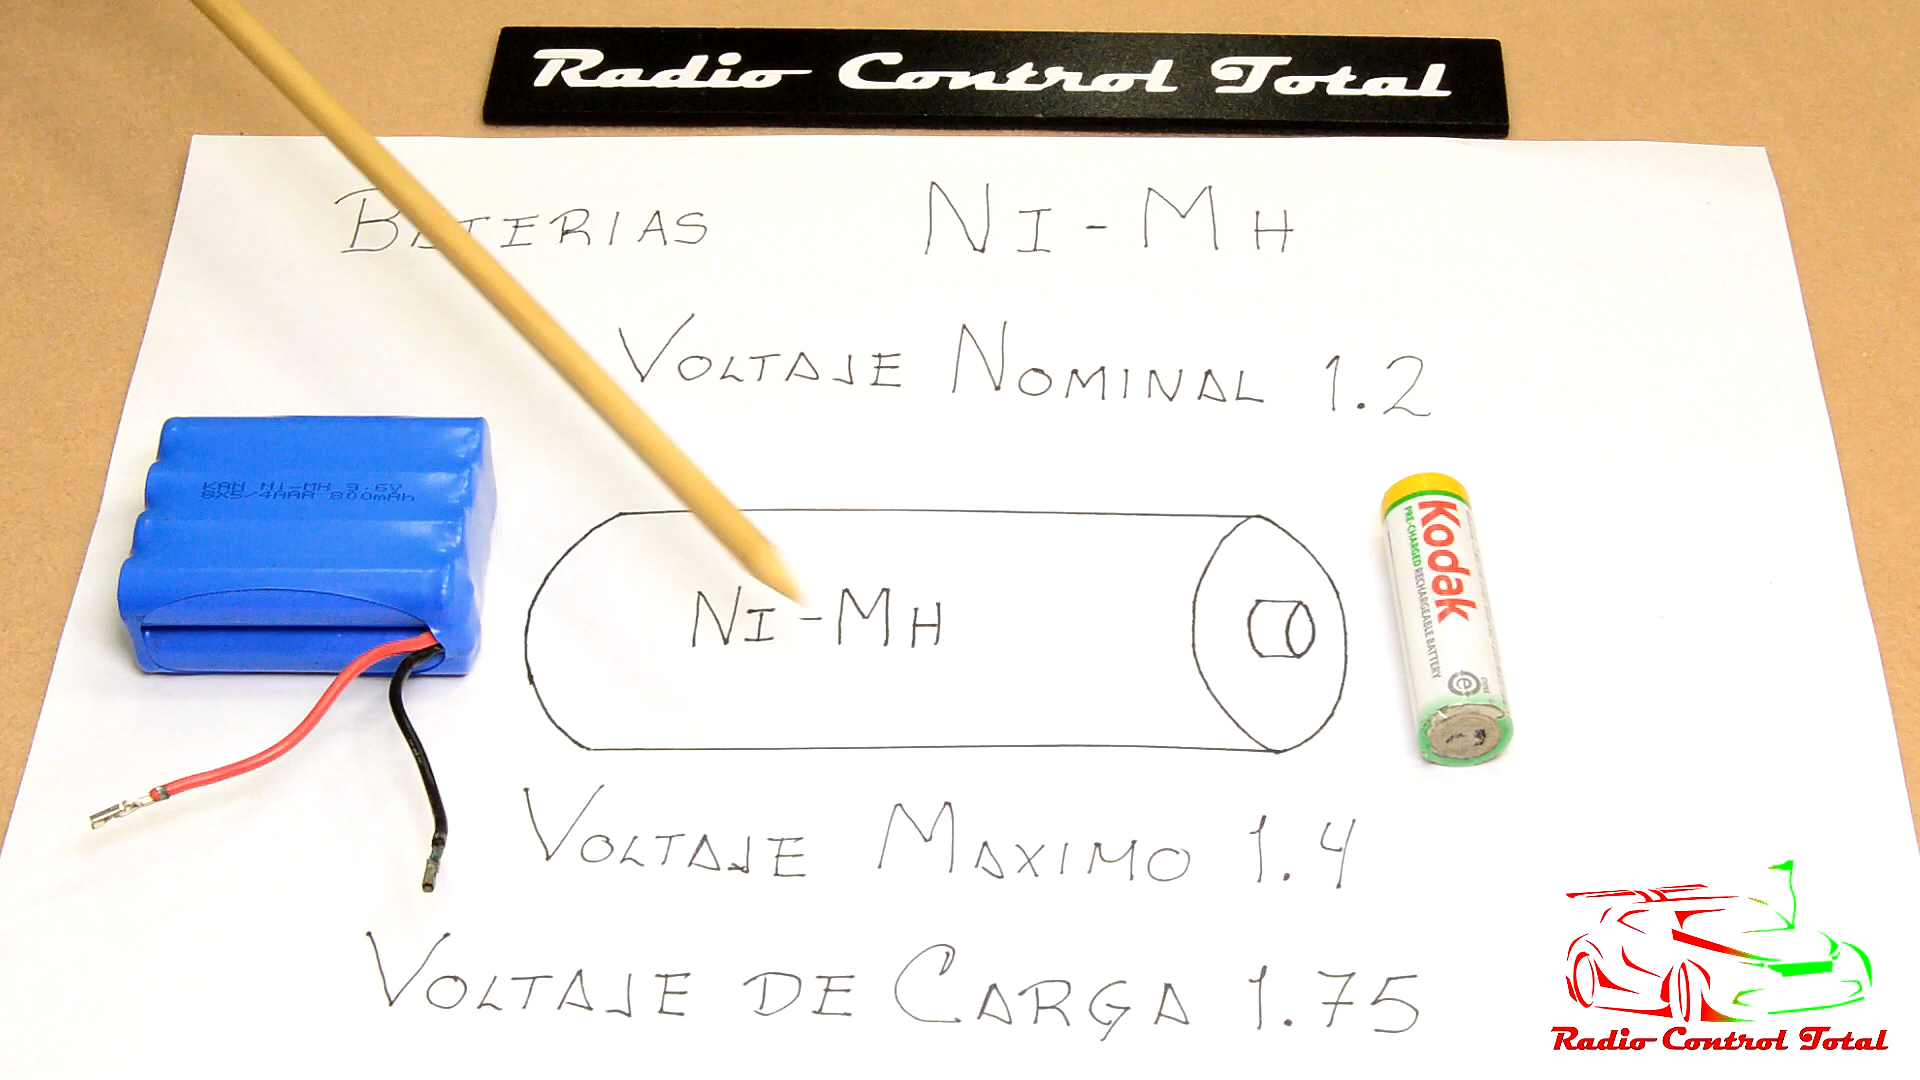 Radio Control Total
BATERIAS NI-MH
VOLTAJE NOMINAL 1.2
KAN Ni-MH 9.6V
8X5/4AAA 800mAh
NI-MH
Kodak
PRE-CHARGED RECHARGEABLE BATTERY
VOLTAJE MAXIMO 1.4
VOLTAJE DE CARGA 1.75
Radio Control Total